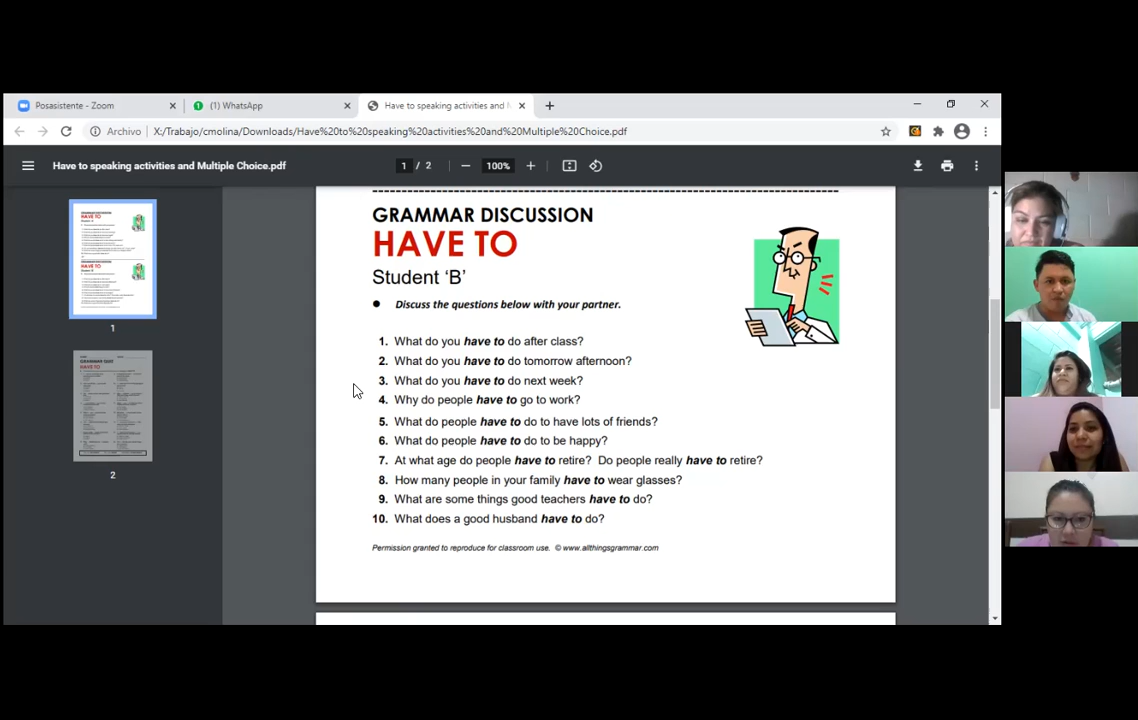 Posasistente - Zoom
(1) WhatsApp
Have to speaking activities and M
Archivo
X:/Trabajo/cmolina/Downloads/Have%20to%20speaking%20activities%20and%20Multiple%20Choice.pdf
Have to speaking activities and Multiple Choice.pdf
1 / 2
100%
GRAMMAR DISCUSSION
HAVE TO
Student ‘B’
● Discuss the questions below with your partner.
1. What do you have to do after class?
2. What do you have to do tomorrow afternoon?
3. What do you have to do next week?
4. Why do people have to go to work?
5. What do people have to do to have lots of friends?
6. What do people have to do to be happy?
7. At what age do people have to retire? Do people really have to retire?
8. How many people in your family have to wear glasses?
9. What are some things good teachers have to do?
10. What does a good husband have to do?
Permission granted to reproduce for classroom use. © www.allthingsgrammar.com
HAVE TO
HAVE TO
1
HAVE TO
2